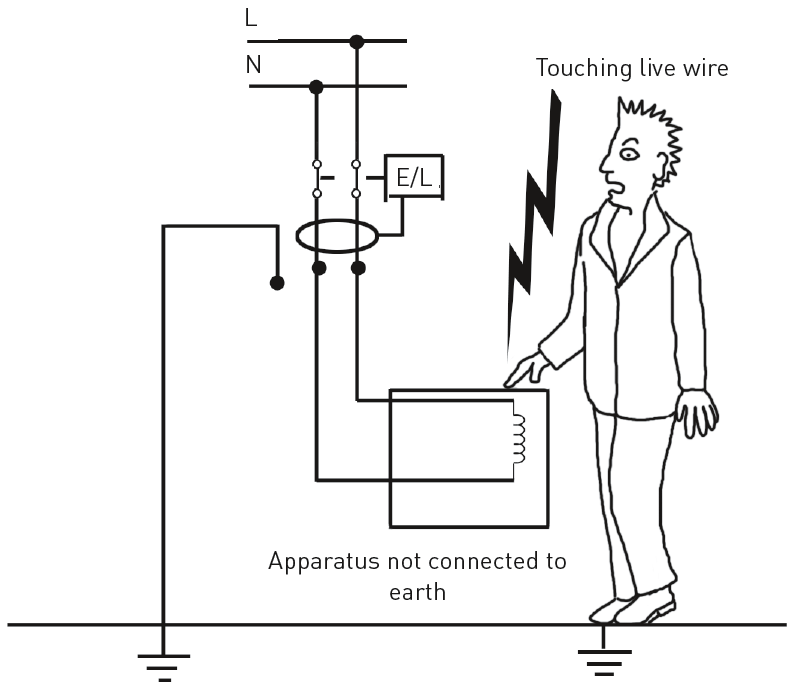 L
N
Touching live wire
E/L
Apparatus not connected to
earth